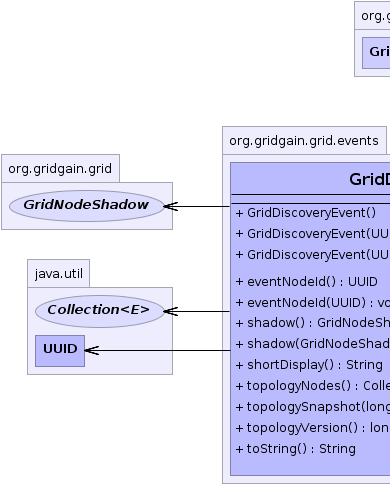 org.g
Gri
org.gridgain.grid.events
GridD
org.gridgain.grid
GridNodeShadow
+ GridDiscoveryEvent()
+ GridDiscoveryEvent(UU
+ GridDiscoveryEvent(UU
java.util
Collection<E>
UUID
+ eventNodeId() : UUID
+ eventNodeId(UUID) : vo
+ shadow() : GridNodeSh
+ shadow(GridNodeShad
+ shortDisplay() : String
+ topologyNodes() : Colle
+ topologySnapshot(long
+ topologyVersion() : lon
+ toString() : String